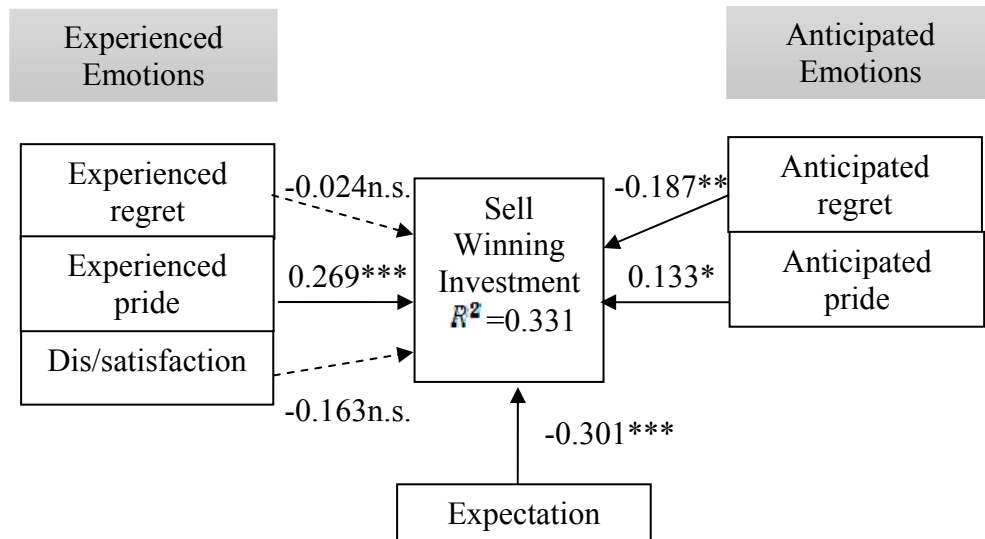 Experienced
Emotions
Anticipated
Emotions
Experienced
regret
-0.024n.s.
Experienced
pride
0.269***
Dis/satisfaction
-0.163n.s.
Sell
Winning
Investment
R² =0.331
-0.187**
Anticipated
regret
0.133*
Anticipated
pride
-0.301***
Expectation